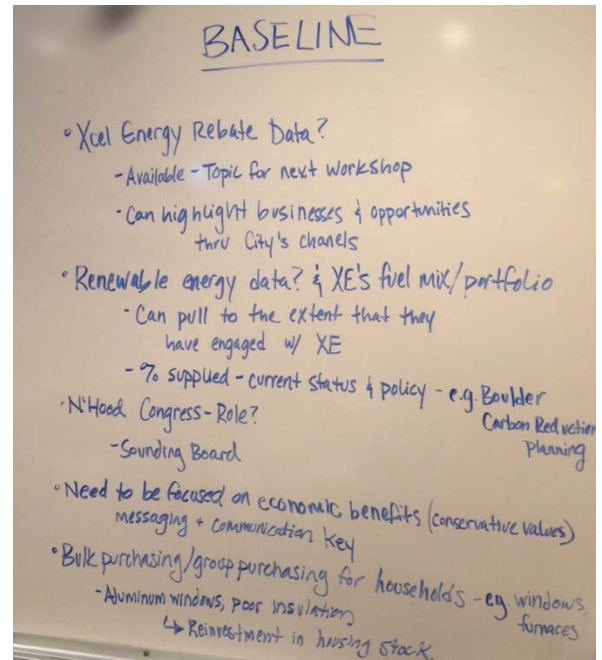 BASELINE
• Xcel Energy Rebate Data?
- Available - Topic for next workshop
- Can highlight businesses & opportunities
thru City's chanels
• Renewable energy data? & XE's fuel mix/portfolio
- Can pull to the extent that they
have engaged w/ XE
- % supplied - current status & policy - e.g. Boulder
Carbon Reduction
Planning
• N'Hood Congress - Role?
- Sounding Board
• Need to be focused on economic benefits (conservative values)
messaging + communication key
• Bulk purchasing/group purchasing for households - eg. windows,
furnaces
- Aluminum windows, poor insulation
↳ Reinvestment in housing stock